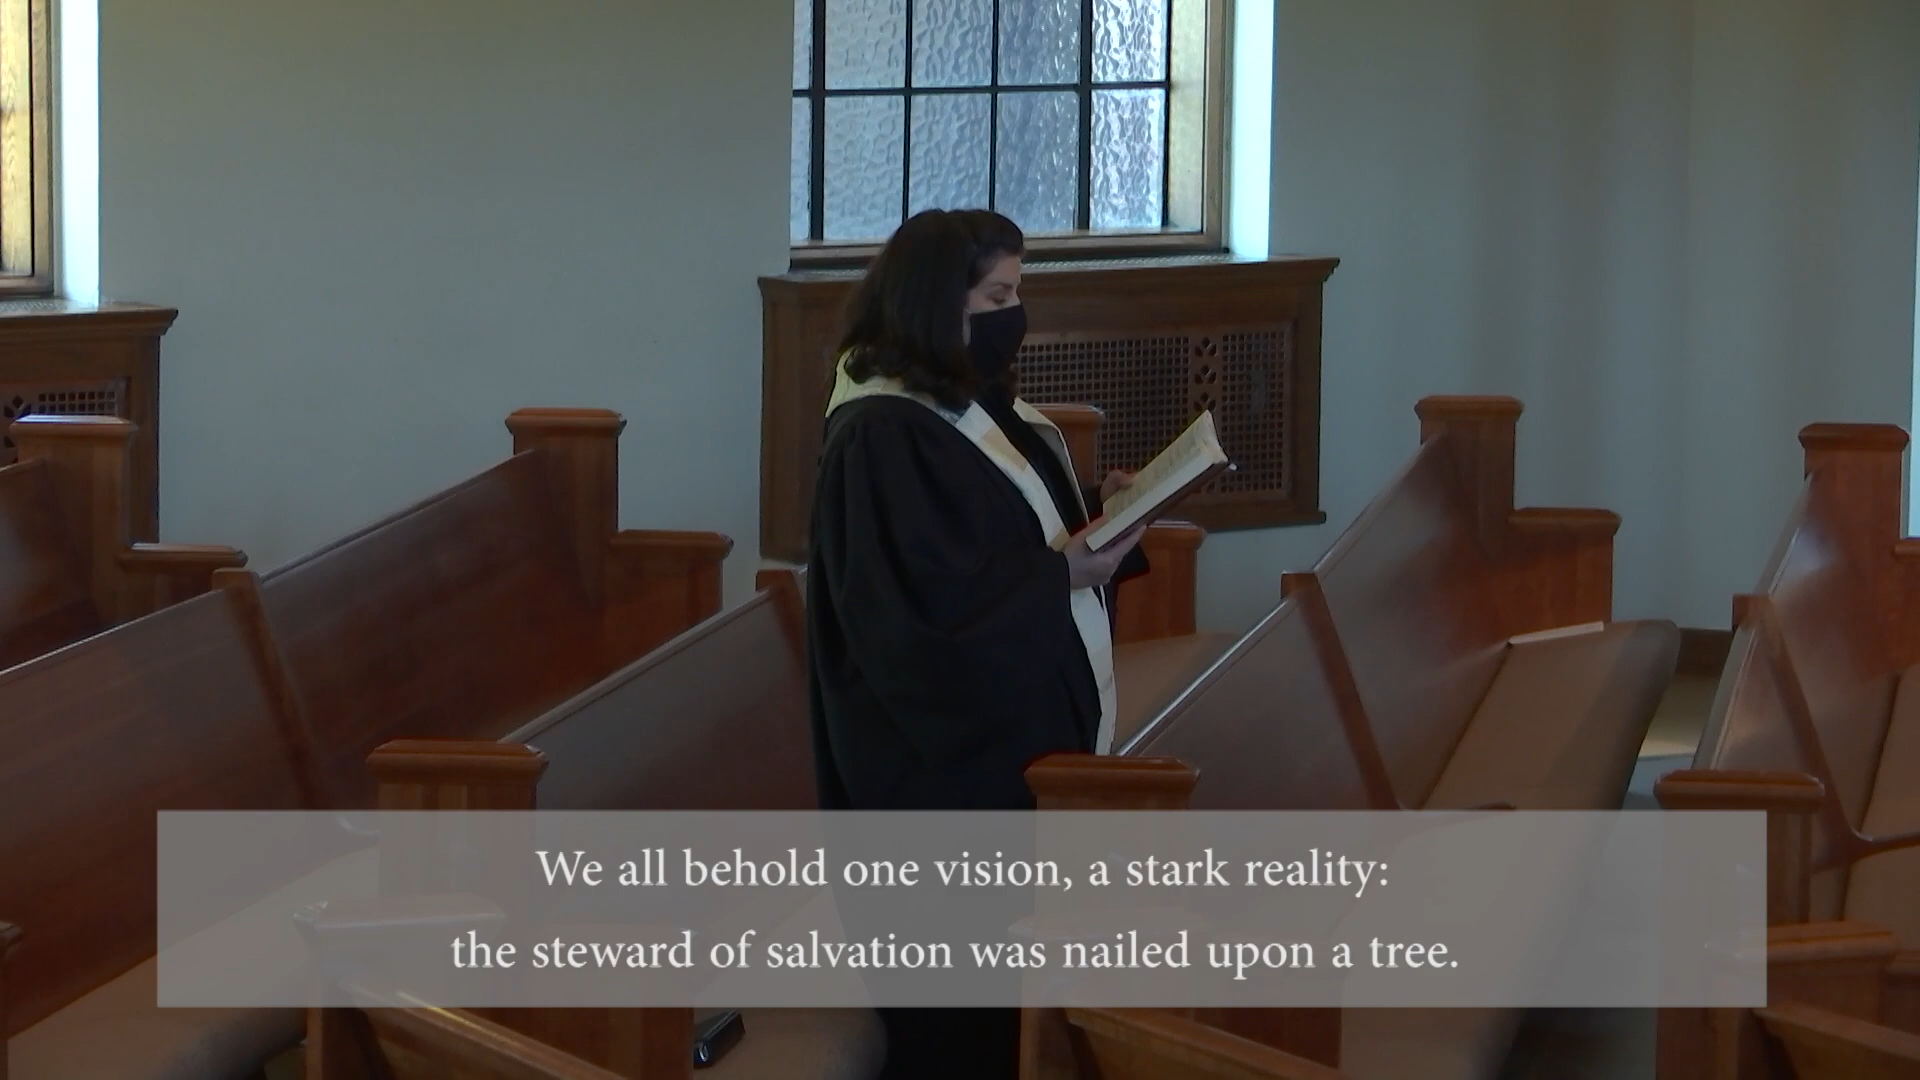 We all behold one vision, a stark reality:
the steward of salvation was nailed upon a tree.